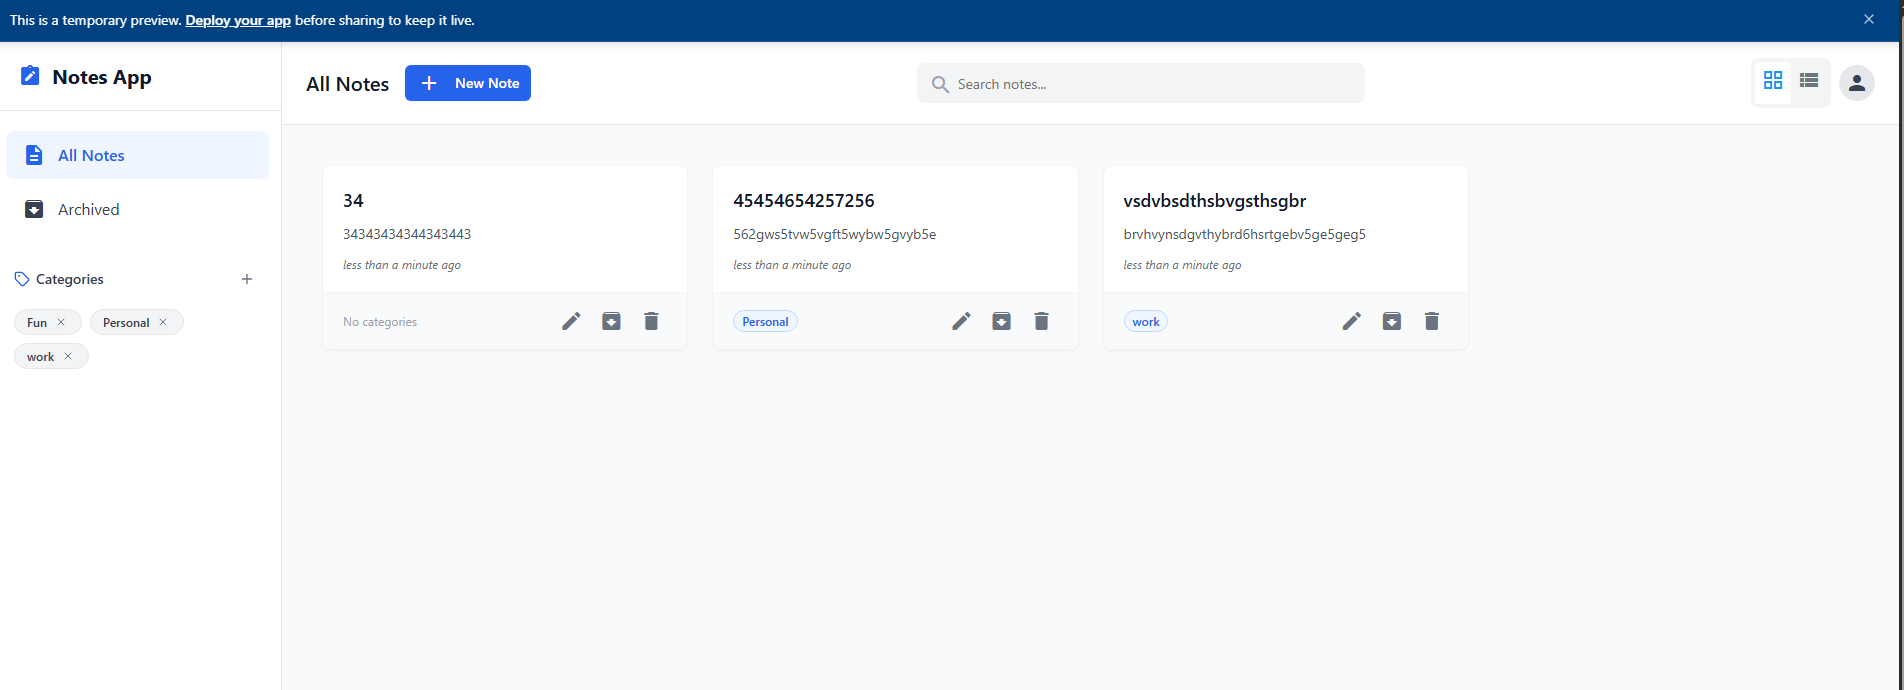 This is a temporary preview. Deploy your app before sharing to keep it live.
Notes App
All Notes
Archived
Categories
Fun
Personal
work
All Notes
New Note
Search notes...
34
34343434344343443
less than a minute ago
No categories
45454654257256
562gws5tvw5vgft5wybw5gvyb5e
less than a minute ago
Personal
vsdvbsdthsbvgsthsgbr
brvhvynsdgvthybrd6hsrtgebv5ge5geg5
less than a minute ago
work